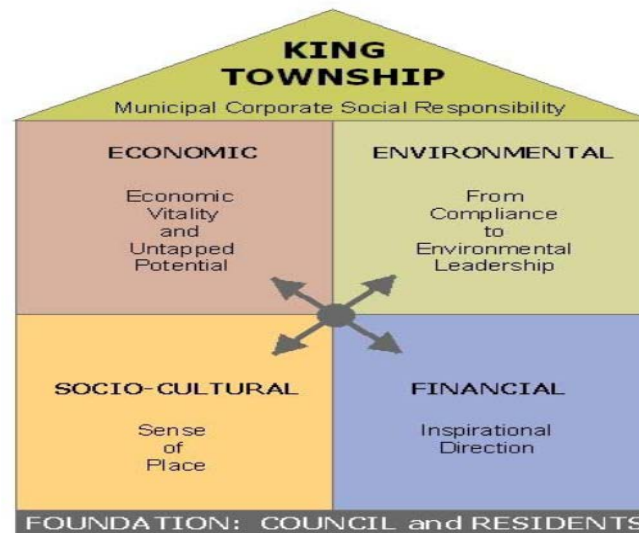 KING
TOWNSHIP
Municipal Corporate Social Responsibility
ECONOMIC
Economic
Vitality
and
Untapped
Potential
ENVIRONMENTAL
From
Compliance
to
Environmental
Leadership
SOCIO-CULTURAL
Sense
of
Place
FINANCIAL
Inspirational
Direction
FOUNDATION: COUNCIL and RESIDENTS